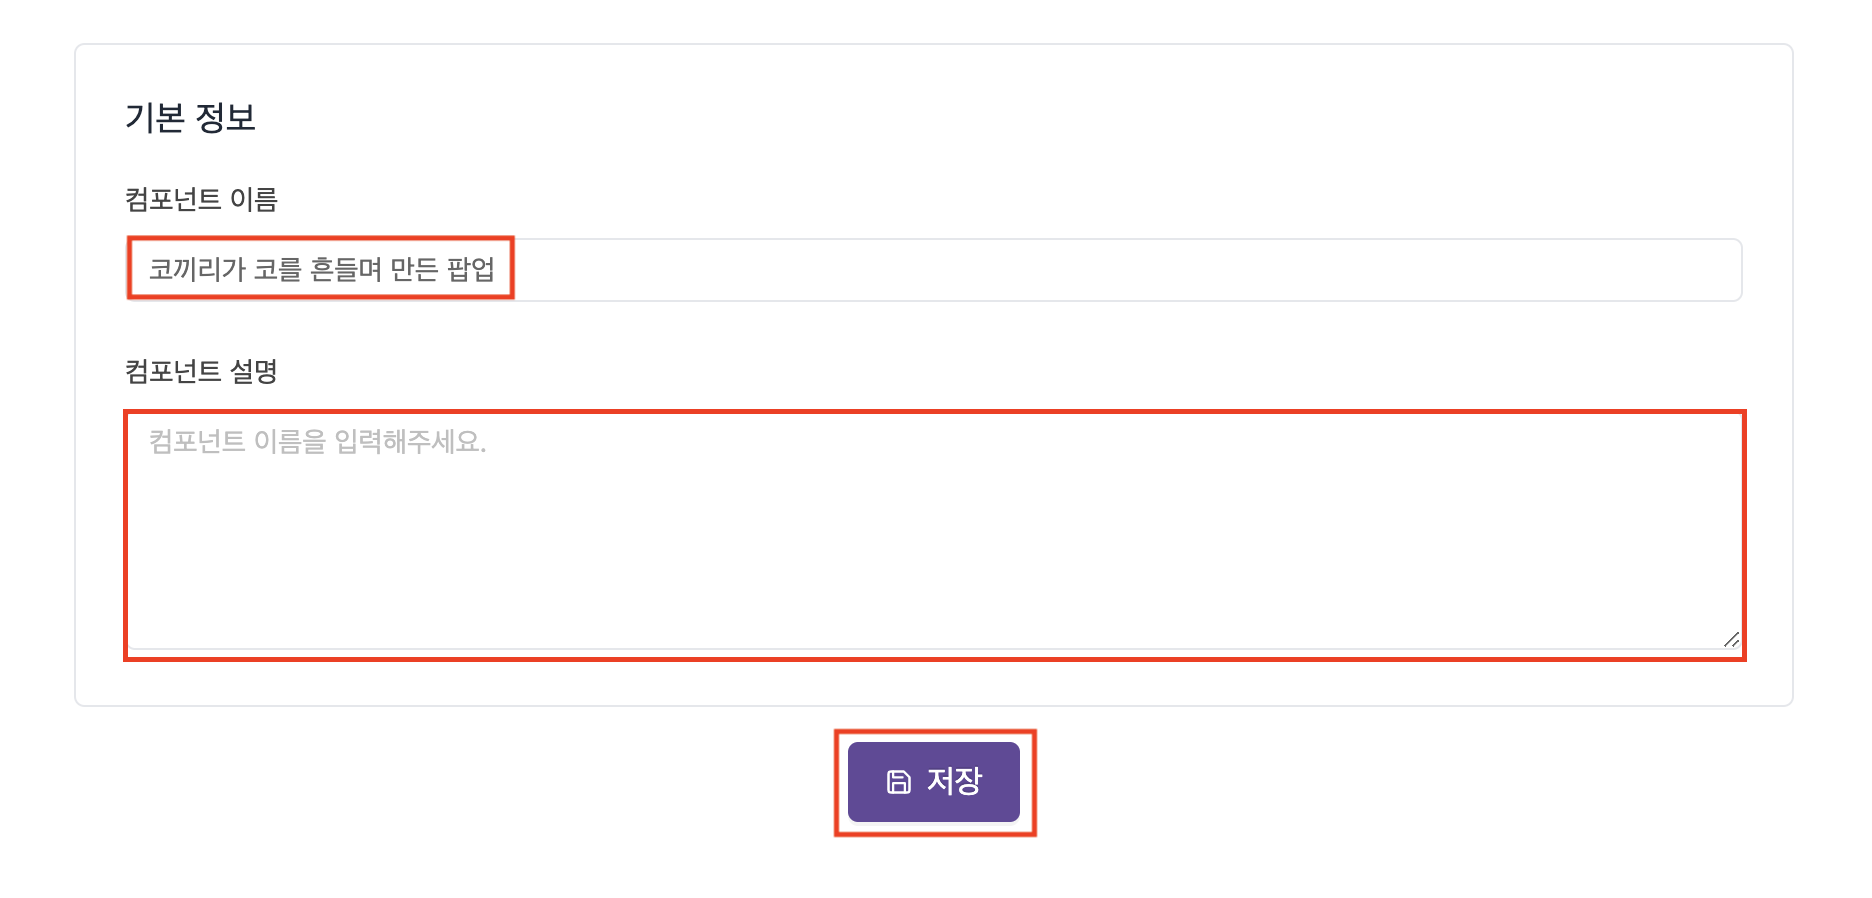 기본 정보
컴포넌트 이름
코끼리가 코를 흔들며 만든 팝업
컴포넌트 설명
컴포넌트 이름을 입력해주세요.
저장